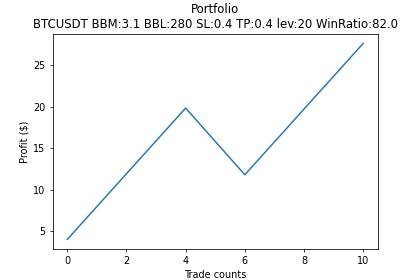 Portfolio
BTCUSDT BBM:3.1 BBL:280 SL:0.4 TP:0.4 lev:20 WinRatio:82.0
25
20
15
10
5
Profit ($)
0 2 4 6 8 10
Trade counts